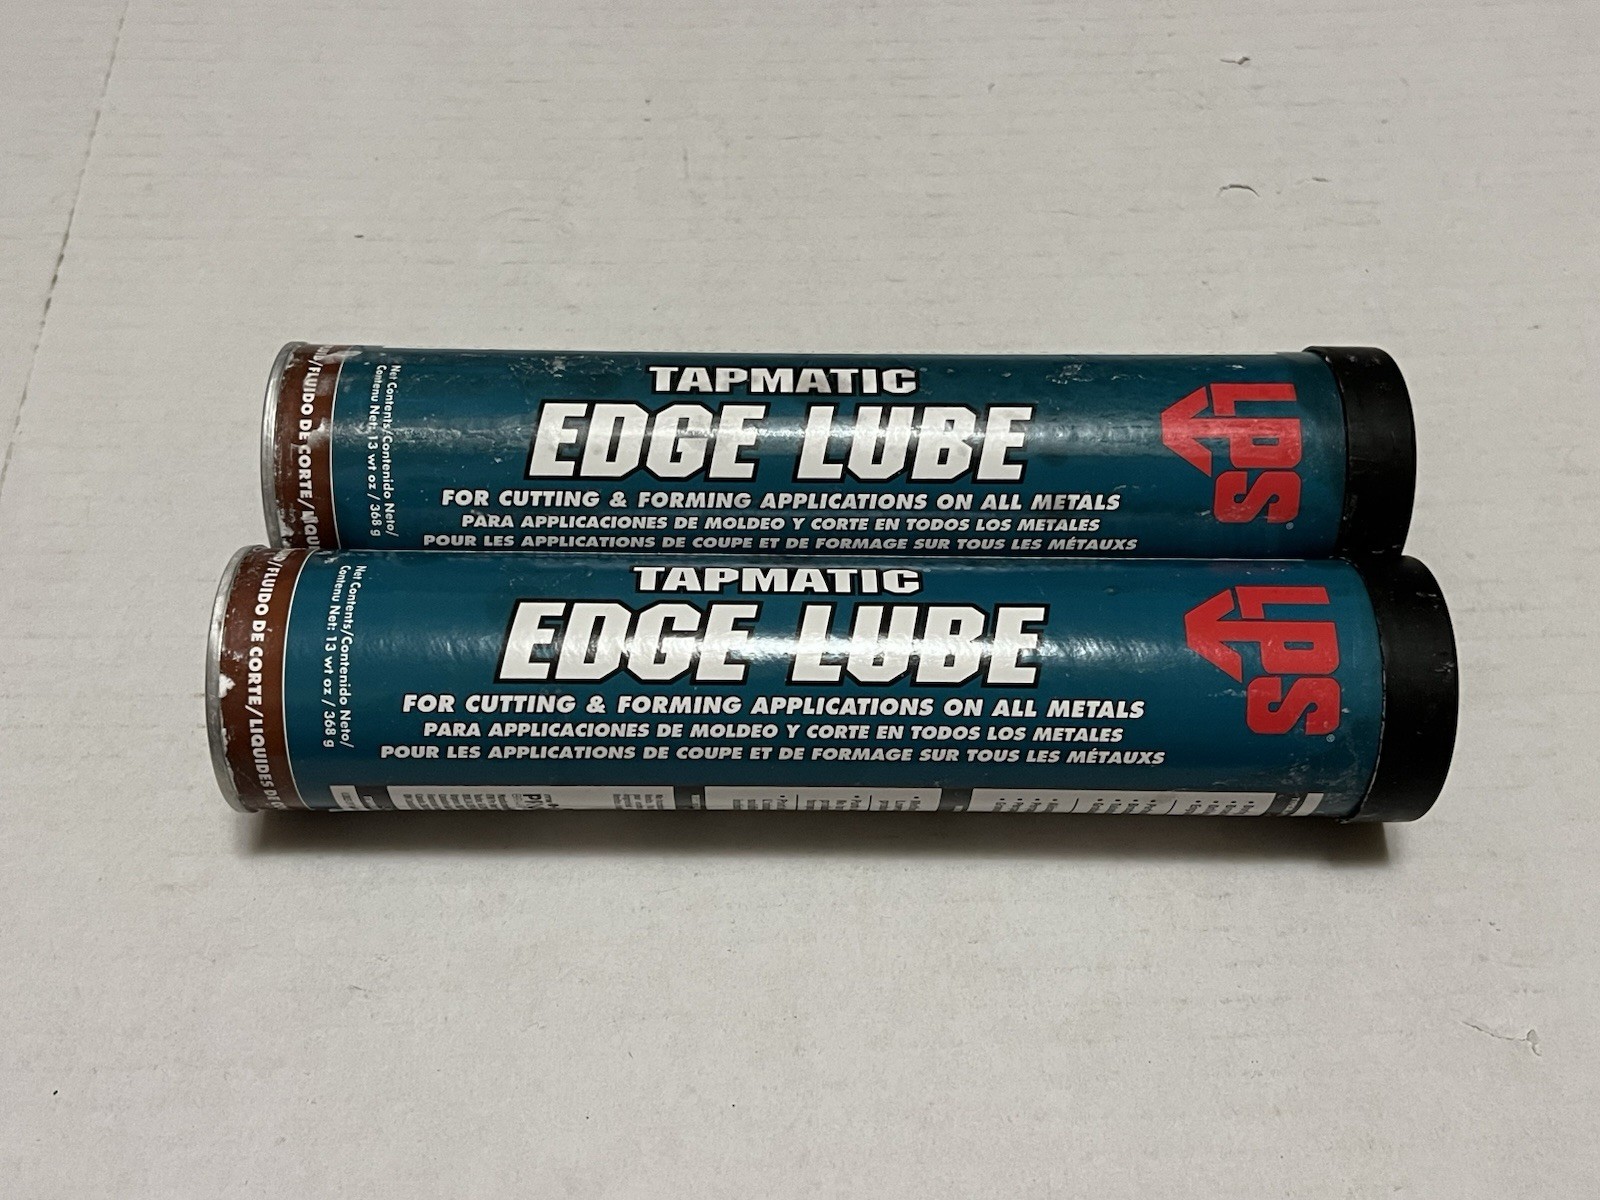 TAPMATIC
EDGE LUBE
FOR CUTTING & FORMING APPLICATIONS ON ALL METALS
PARA APPLICACIONES DE MOLDEO Y CORTE EN TODOS LOS METALES
POUR LES APPLICATIONS DE COUPE ET DE FORMAGE SUR TOUS LES MÉTAUXS
LPS®
Net Contents/Contenido Neto/
Contenu Net: 13 wt oz / 368 g
/FLUIDO DE CORTE/
TAPMATIC
EDGE LUBE
FOR CUTTING & FORMING APPLICATIONS ON ALL METALS
PARA APPLICACIONES DE MOLDEO Y CORTE EN TODOS LOS METALES
POUR LES APPLICATIONS DE COUPE ET DE FORMAGE SUR TOUS LES MÉTAUXS
LPS®
Net Contents/Contenido Neto/
Contenu Net: 13 wt oz / 368 g
/FLUIDO DE CORTE/LIQUIDES DE